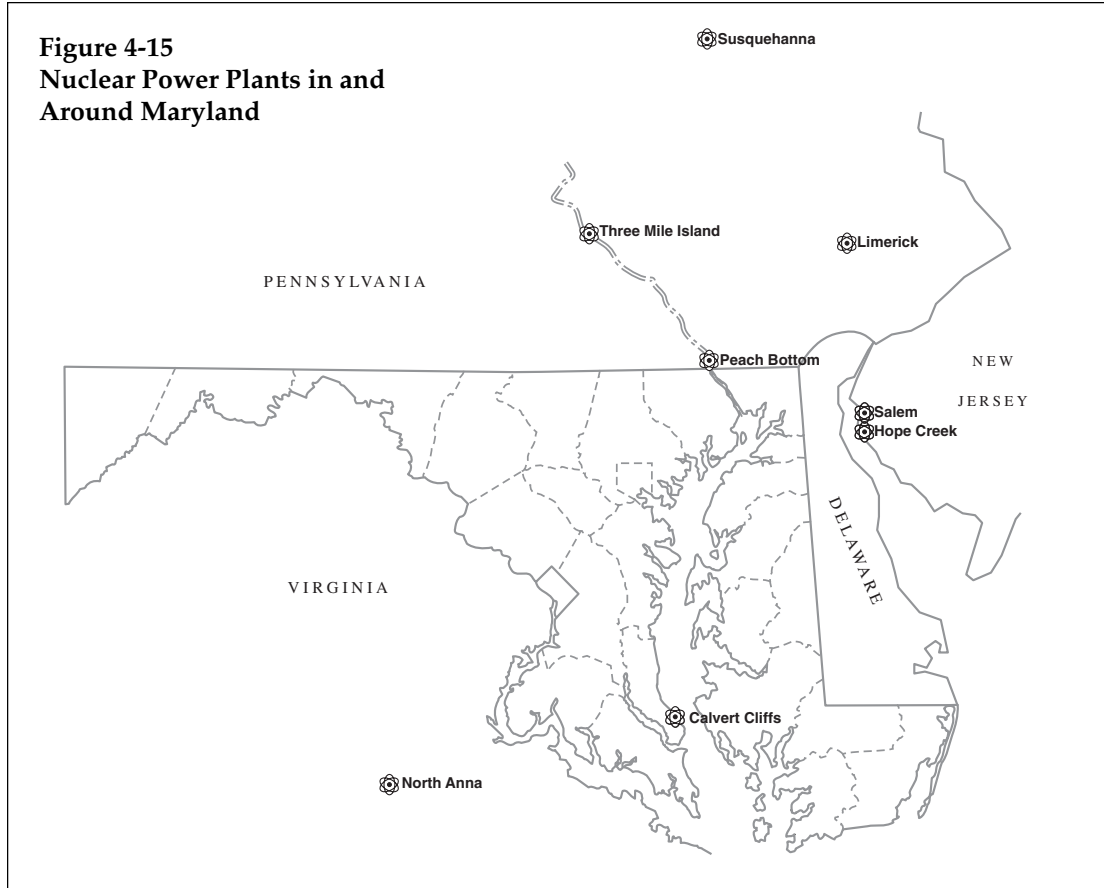 Figure 4-15
Nuclear Power Plants in and
Around Maryland
Susquehanna
Three Mile Island
Limerick
PENNSYLVANIA
Peach Bottom
NEW
JERSEY
Salem
Hope Creek
DELAWARE
VIRGINIA
Calvert Cliffs
North Anna